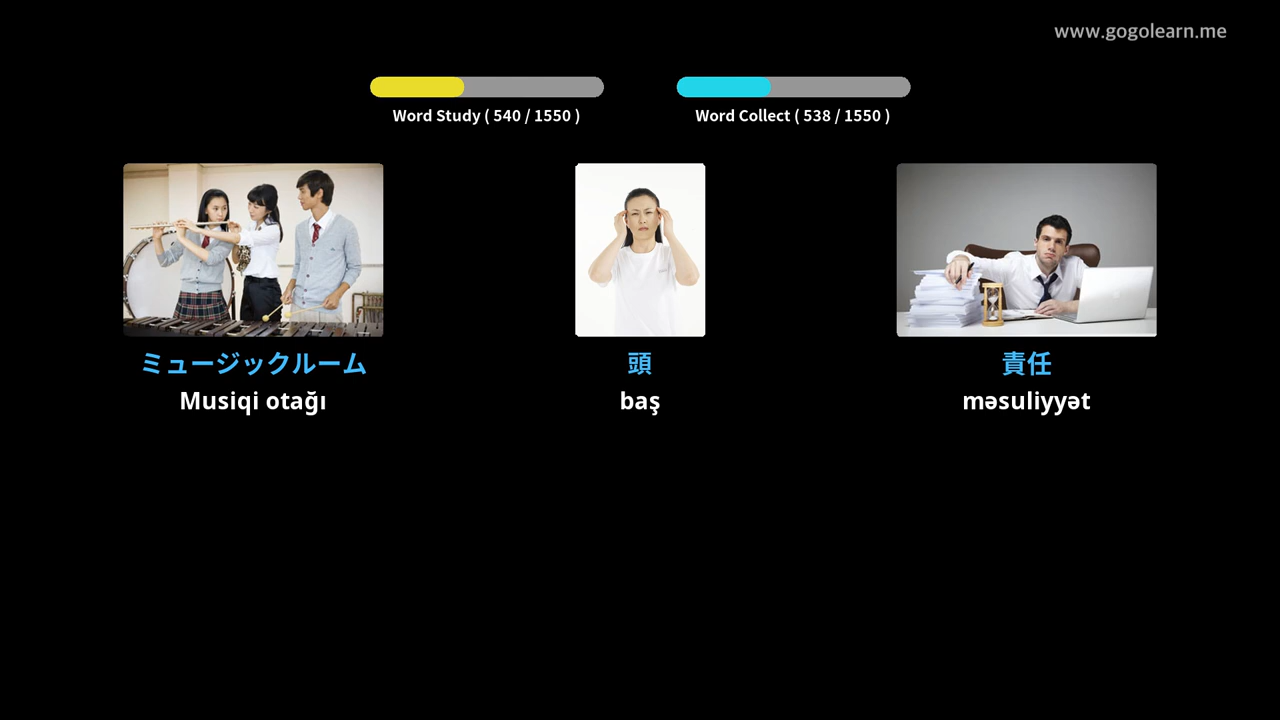 www.gogolearn.me
Word Study ( 540 / 1550 )
Word Collect ( 538 / 1550 )
ミュージックルーム
Musiqi otağı
頭
baş
責任
məsuliyyət